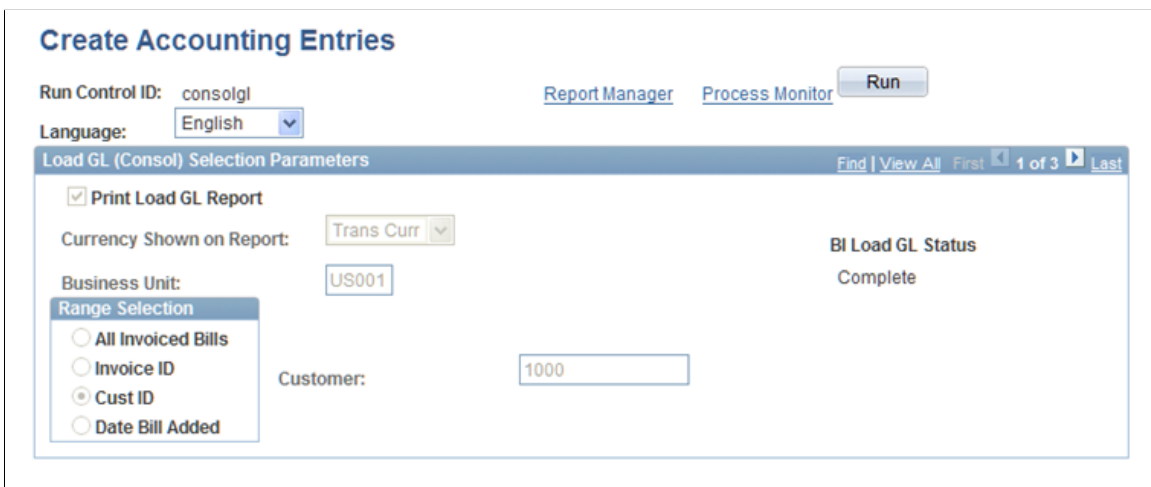 Create Accounting Entries
Run Control ID: consolgl Report Manager Process Monitor Run
Language: English
Load GL (Consol) Selection Parameters Find | View All First 1 of 3 Last
Print Load GL Report
Currency Shown on Report: Trans Curr
BI Load GL Status
Business Unit: US001 Complete
Range Selection
All Invoiced Bills
Invoice ID
Customer: 1000
Cust ID
Date Bill Added